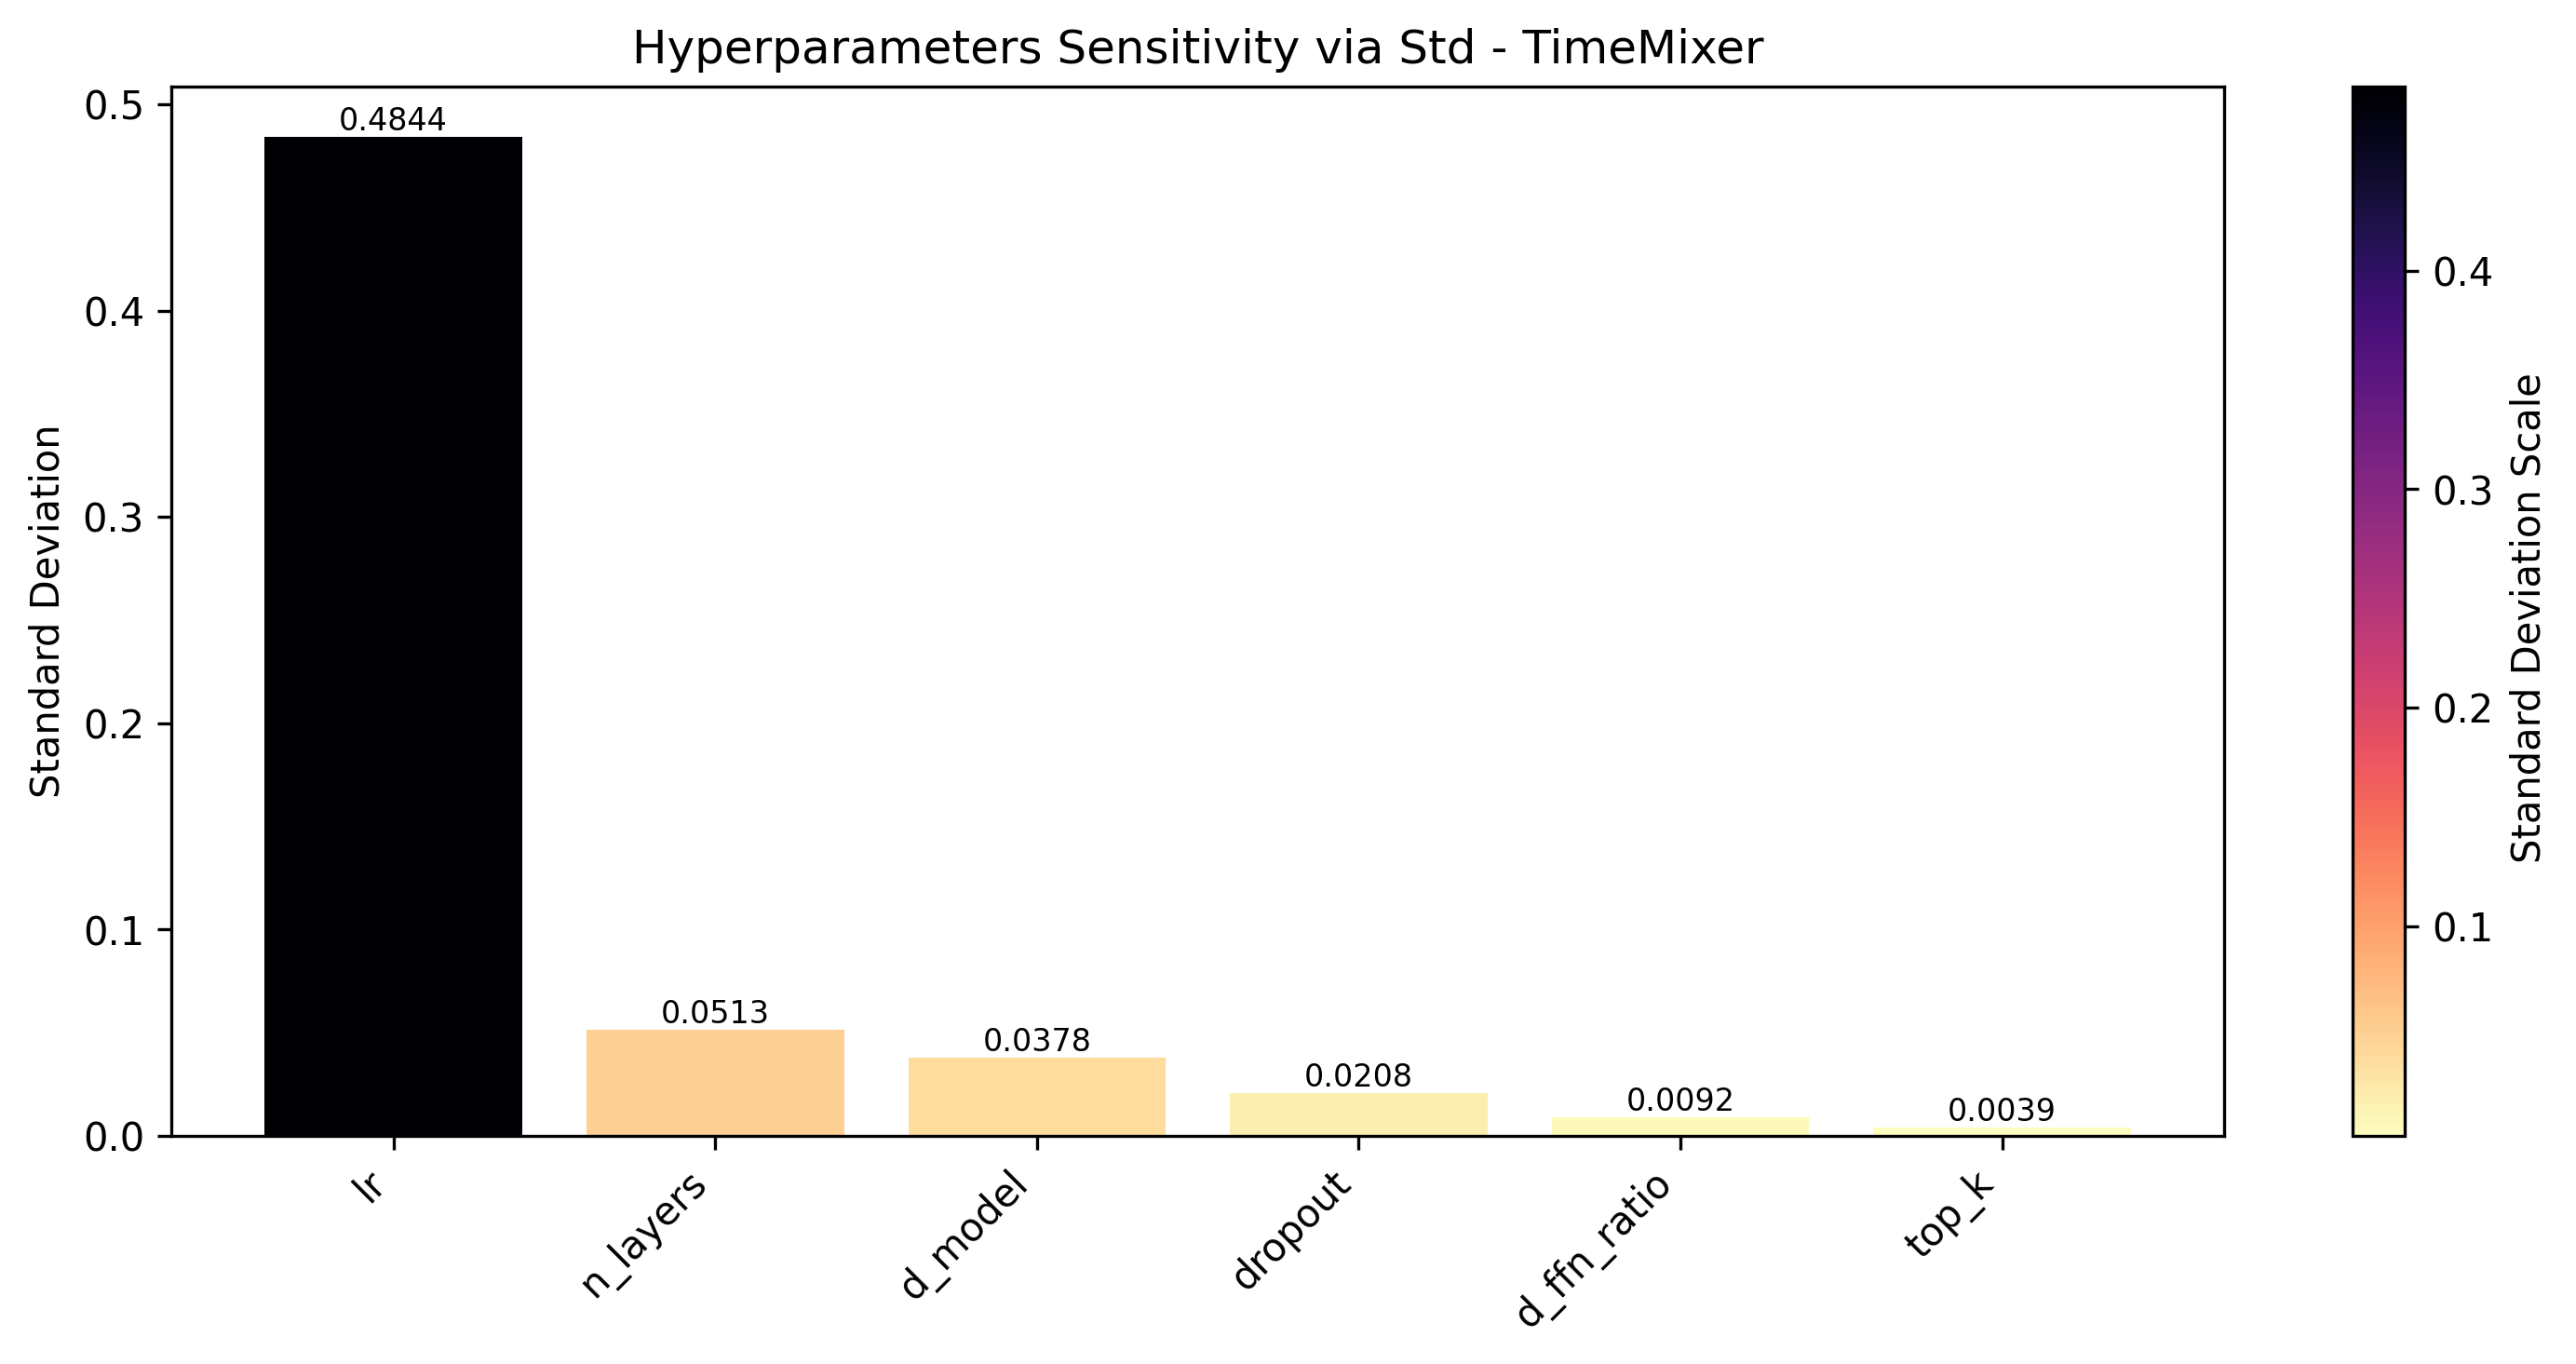 Hyperparameters Sensitivity via Std - TimeMixer
Standard Deviation
0.5
0.4
0.3
0.2
0.1
0.0
0.4844
0.0513
0.0378
0.0208
0.0092
0.0039
lr
n_layers
d_model
dropout
d_ffn_ratio
top_k
0.4
0.3
0.2
0.1
Standard Deviation Scale